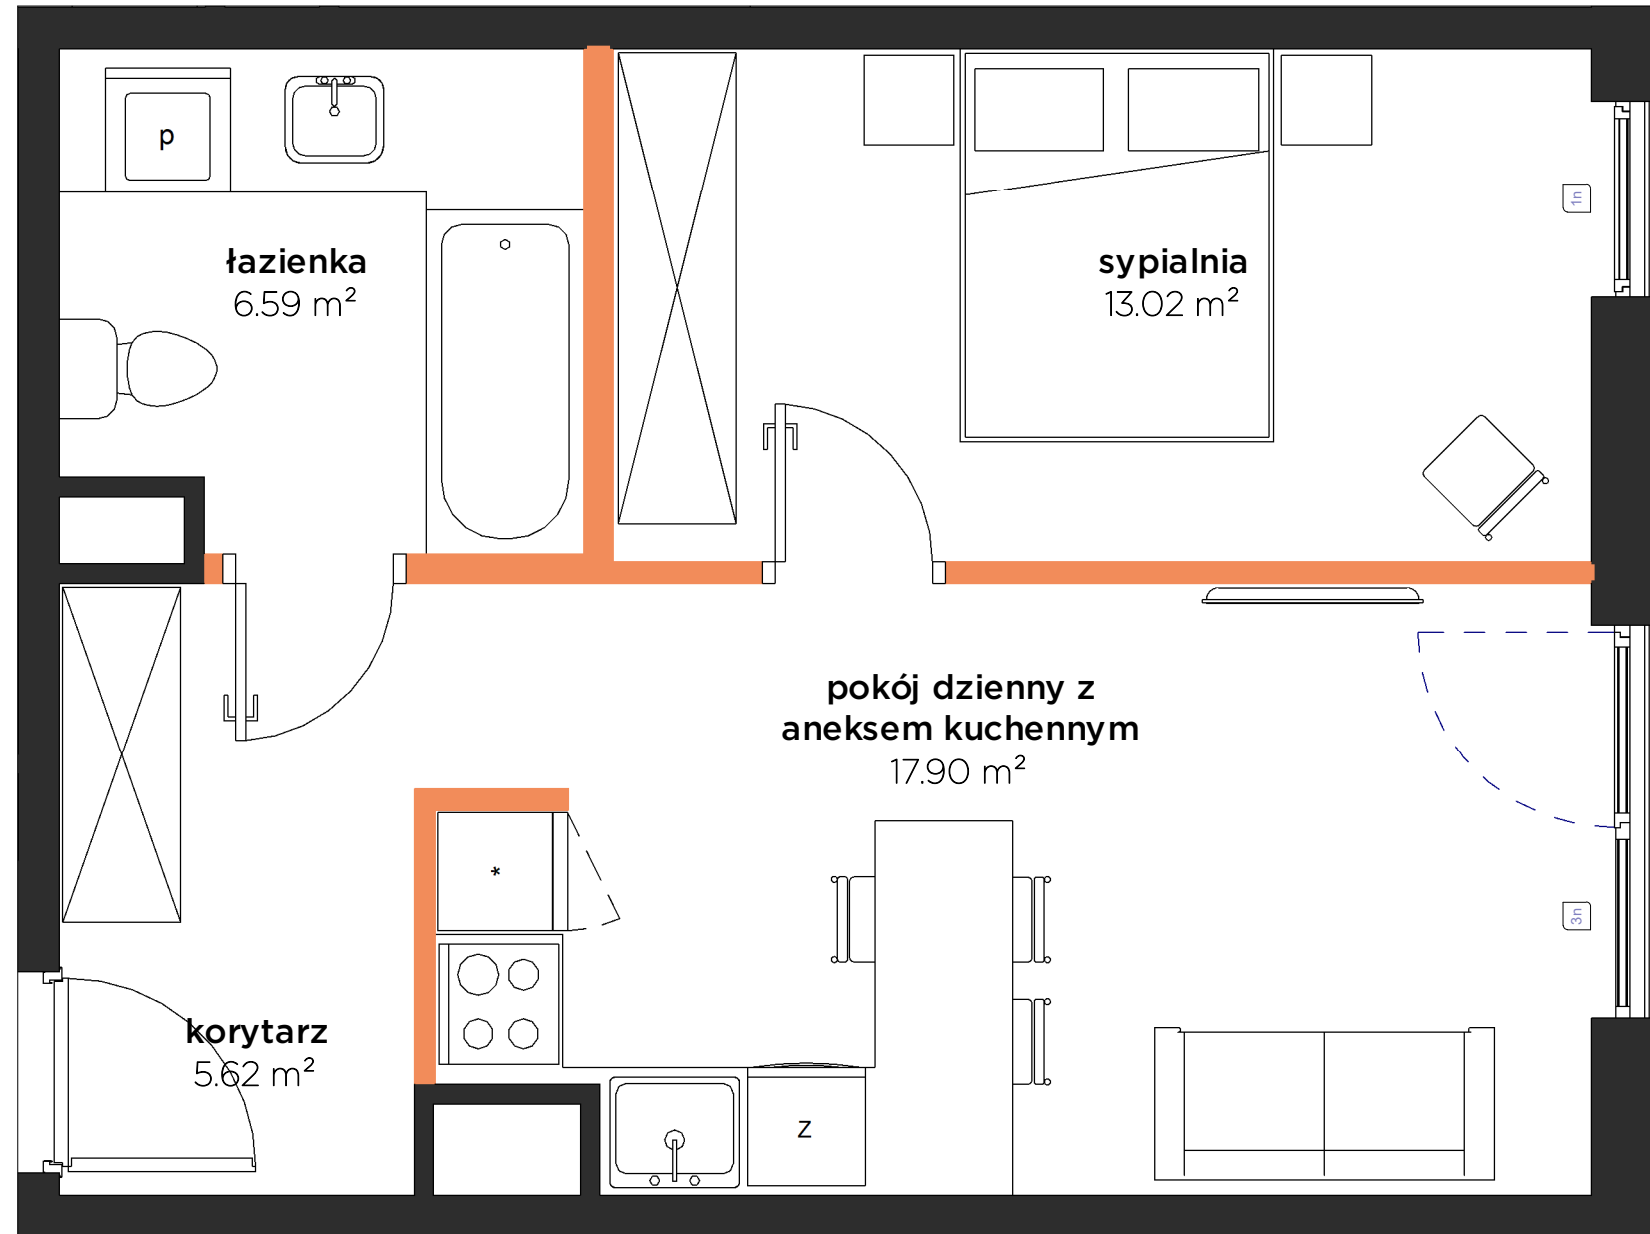 p
łazienka
6.59 m²
sypialnia
13.02 m²
1n
pokój dzienny z
aneksem kuchennym
17.90 m²
*
3n
korytarz
5.62 m²
Z